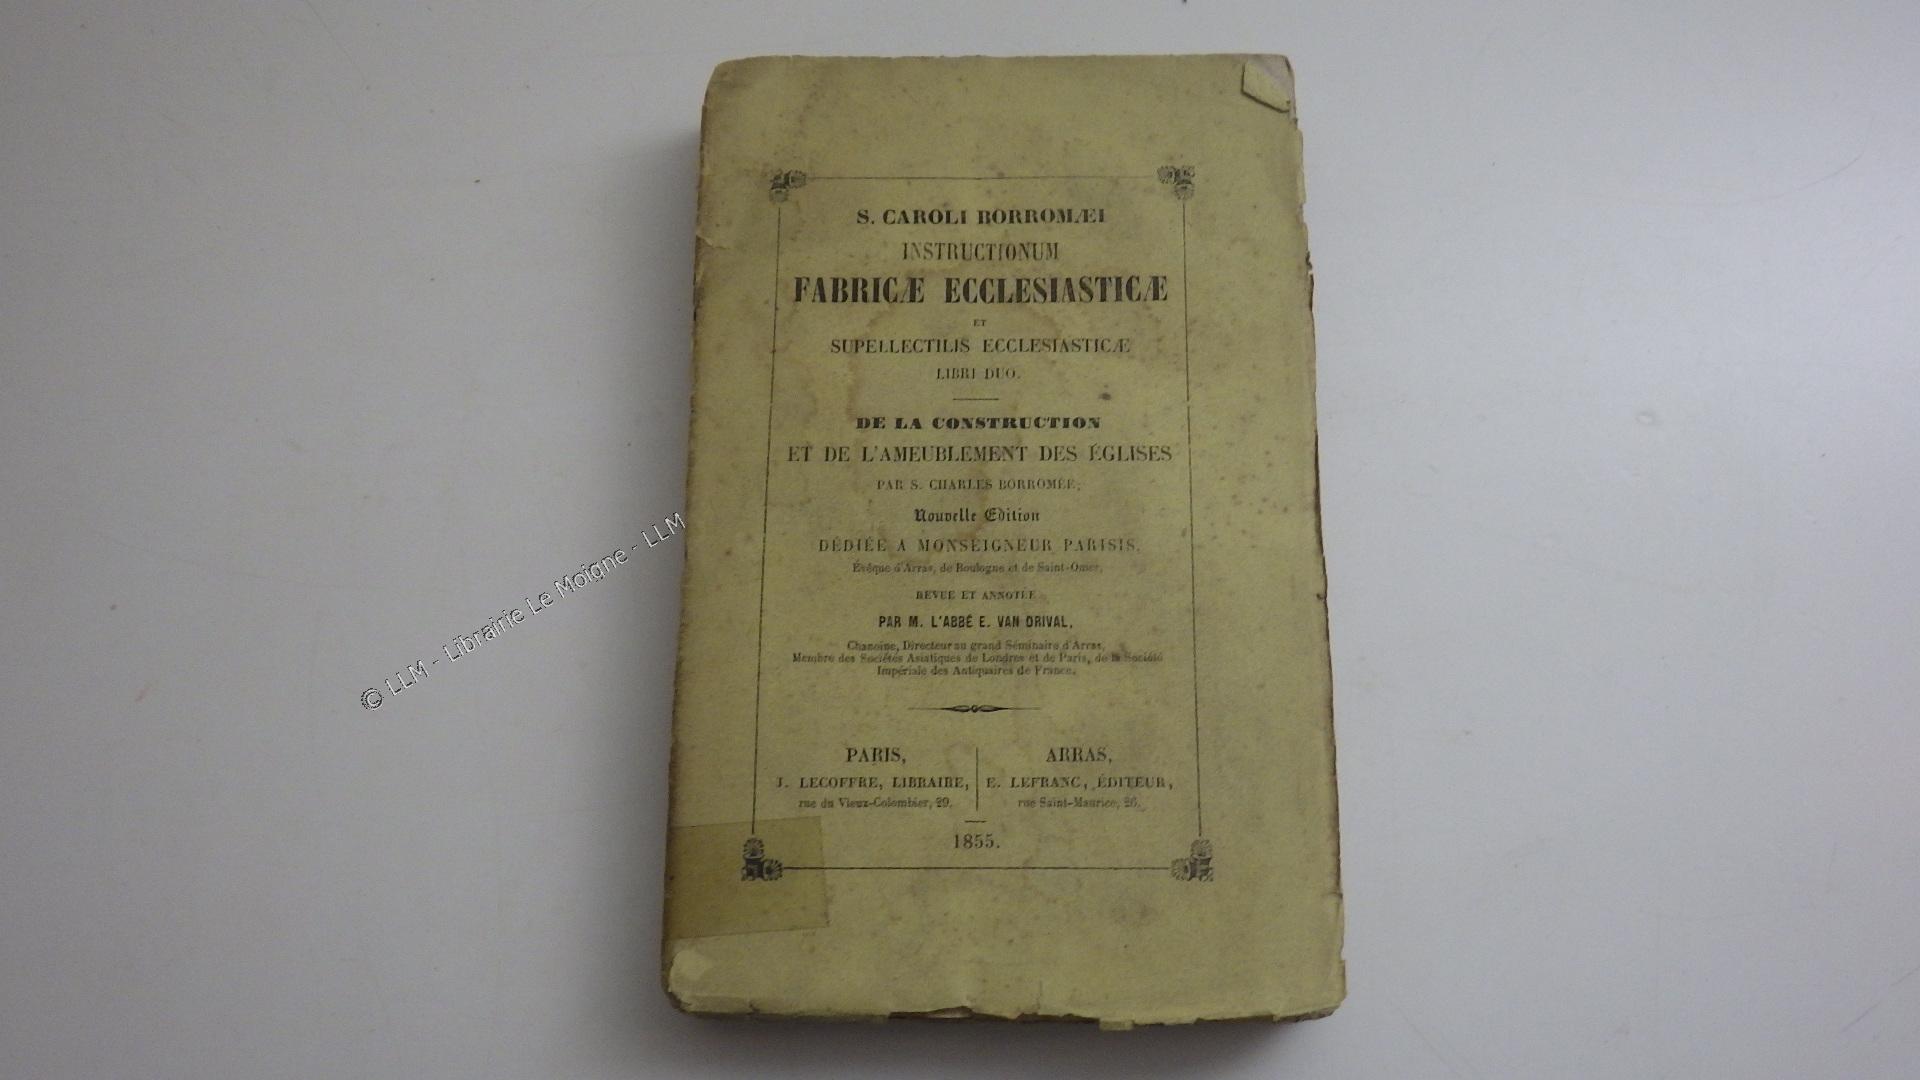 S. CAROLI BORROMÆI
INSTRUCTIONUM
FABRICÆ ECCLESIASTICÆ
ET
SUPELLECTILIS ECCLESIASTICÆ
LIBRI DUO.
DE LA CONSTRUCTION
ET DE L'AMEUBLEMENT DES ÉGLISES
PAR S. CHARLES BORROMÉE,
Nouvelle Edition
DÉDIÉE A MONSEIGNEUR PARISIS,
Évêque d'Arras, de Boulogne et de Saint-Omer,
REVUE ET ANNOTÉE
PAR M. L'ABBÉ E. VAN DRIVAL,
Chanoine, Directeur au grand Séminaire d'Arras,
Membre des Sociétés Asiatiques de Londres et de Paris, de la Société
Impériale des Antiquaires de France.
PARIS,
J. LECOFFRE, LIBRAIRE,
rue du Vieux-Colombier, 29.
ARRAS,
E. LEFRANC, ÉDITEUR,
rue Saint-Maurice, 26.
1855.
© LLM - Librairie Le Moigne - LLM